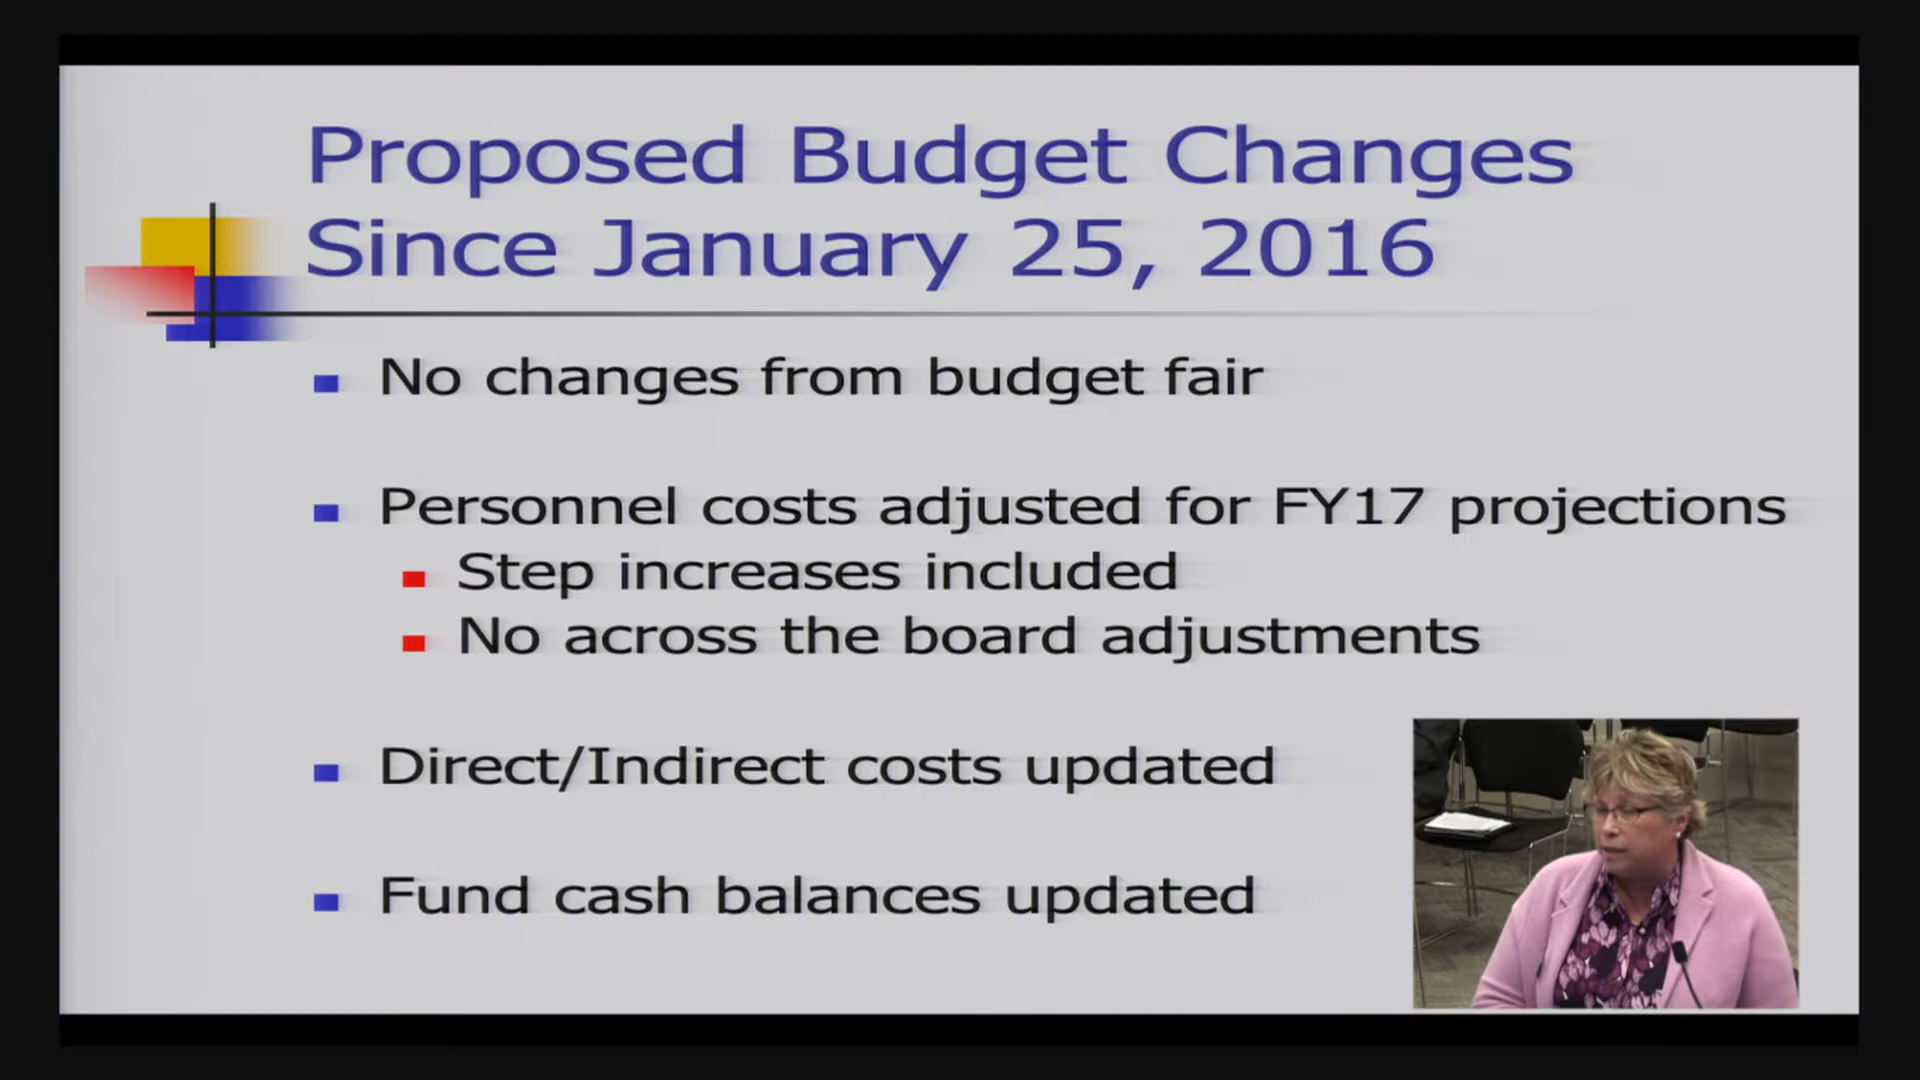 Proposed Budget Changes
Since January 25, 2016
No changes from budget fair
Personnel costs adjusted for FY17 projections
Step increases included
No across the board adjustments
Direct/Indirect costs updated
Fund cash balances updated